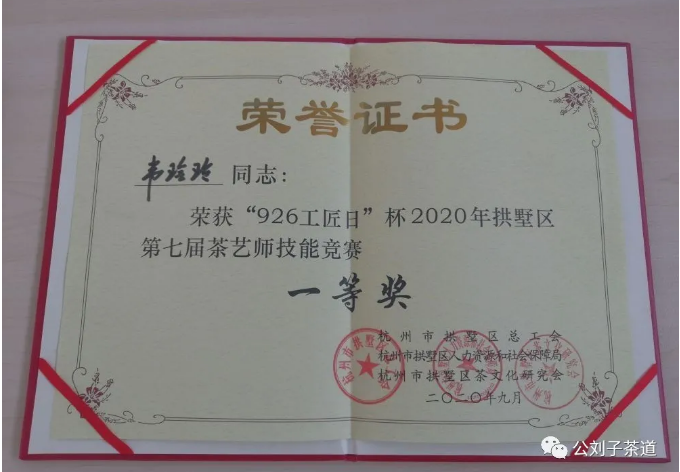 荣誉证书
韦玲玲 同志：
荣获“926工匠日”杯2020年拱墅区
第七届茶艺师技能竞赛
一等奖
杭州市拱墅区总工会
杭州市拱墅区人力资源和社会保障局
杭州市拱墅区茶文化研究会
二〇二〇年九月
公刘子茶道